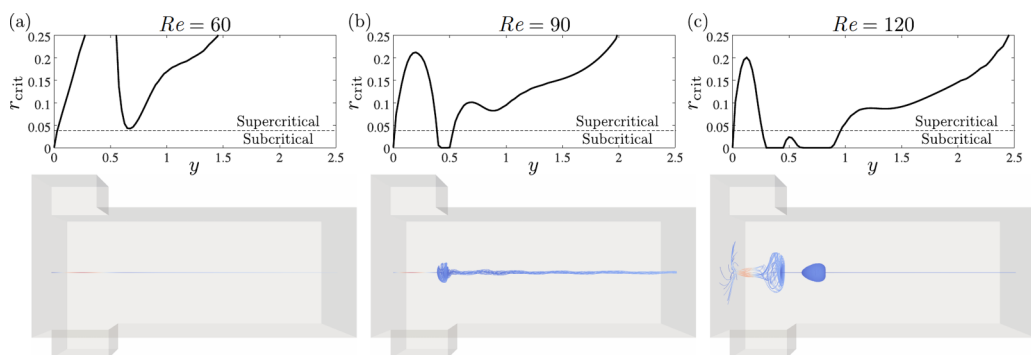 (a) Re = 60
0.25
0.2
0.15
0.1
0.05
0
r_crit
Supercritical
Subcritical
0 0.5 1 1.5 2 2.5
y
(b) Re = 90
0.25
0.2
0.15
0.1
0.05
0
r_crit
Supercritical
Subcritical
0 0.5 1 1.5 2 2.5
y
(c) Re = 120
0.25
0.2
0.15
0.1
0.05
0
r_crit
Supercritical
Subcritical
0 0.5 1 1.5 2 2.5
y